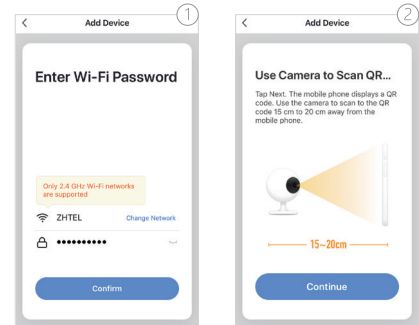 1
Add Device
Enter Wi-Fi Password
Only 2.4 GHz Wi-Fi networks
are supported
ZHTEL
Change Network
••••••••••
Confirm
2
Add Device
Use Camera to Scan QR...
Tap Next. The mobile phone displays a QR
code. Use the camera to scan to the QR
code 15 cm to 20 cm away from the
mobile phone.
15~20cm
Continue